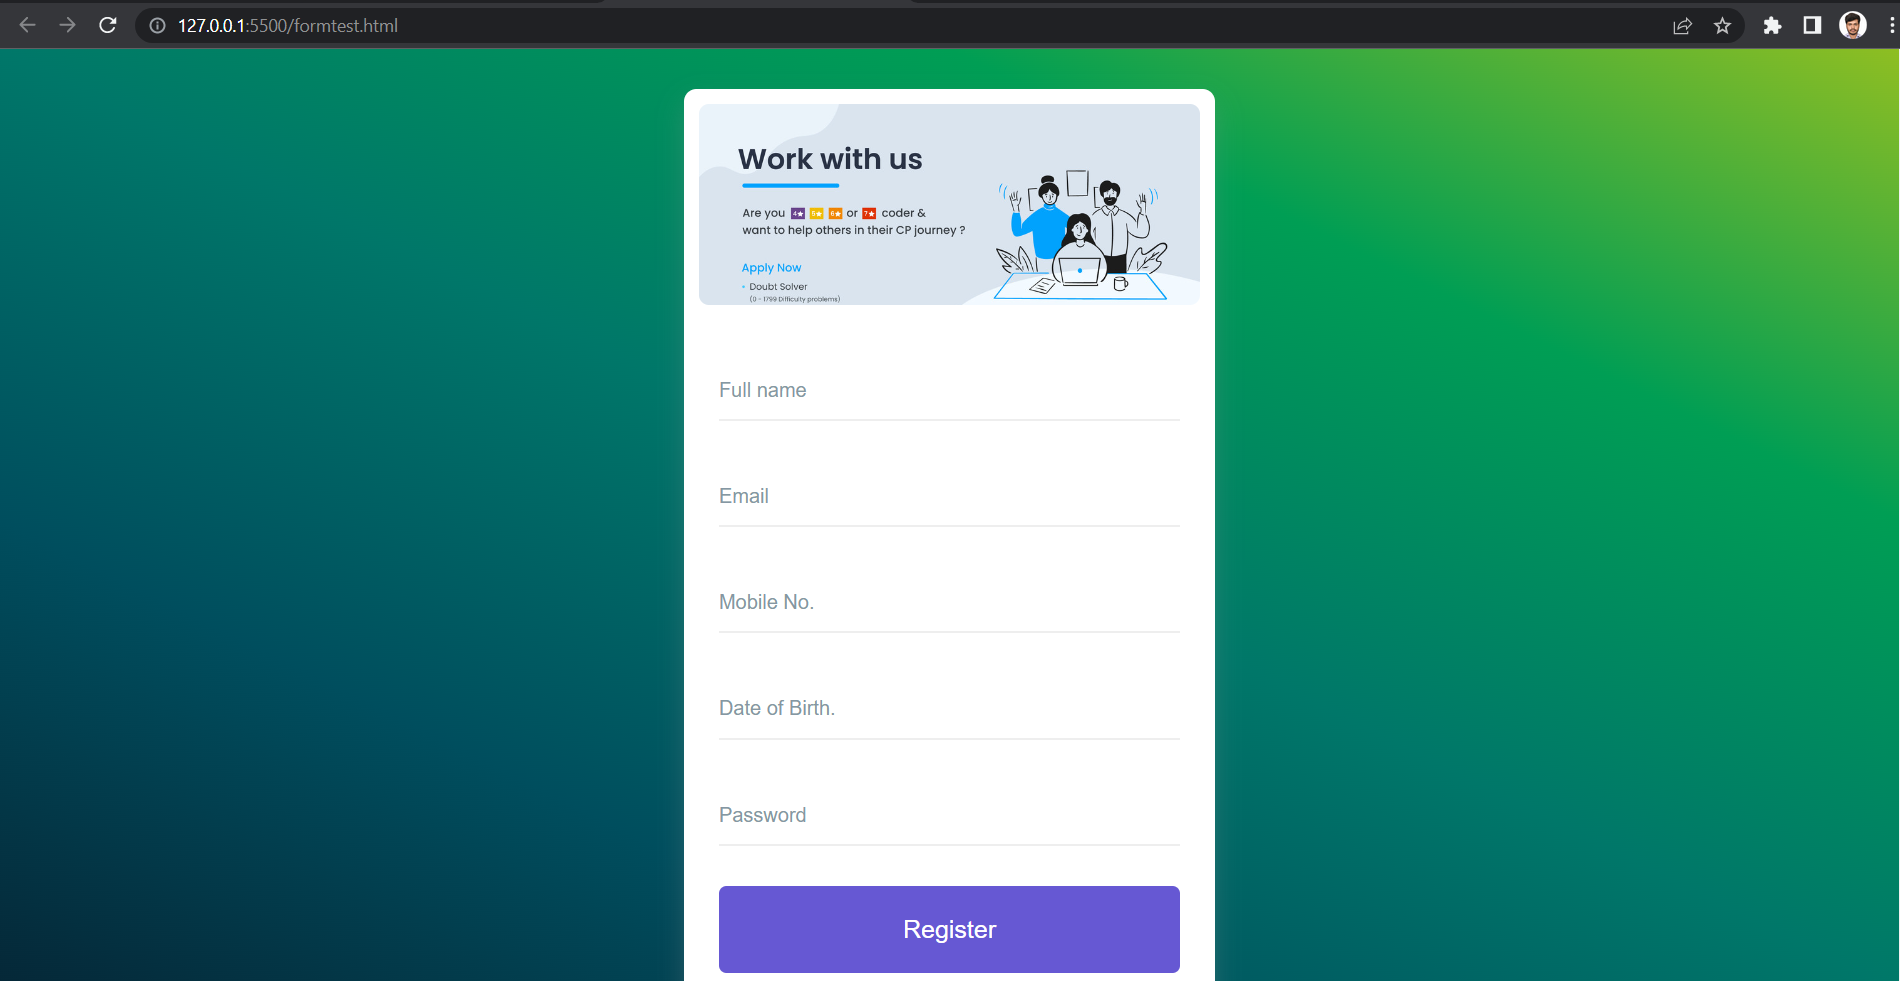 127.0.0.1:5500/formtest.html
Work with us
Are you 4★ 5★ 6★ or 7★ coder &
want to help others in their CP journey ?
Apply Now
• Doubt Solver
(0 - 1799 Difficulty problems)
Full name
Email
Mobile No.
Date of Birth.
Password
Register